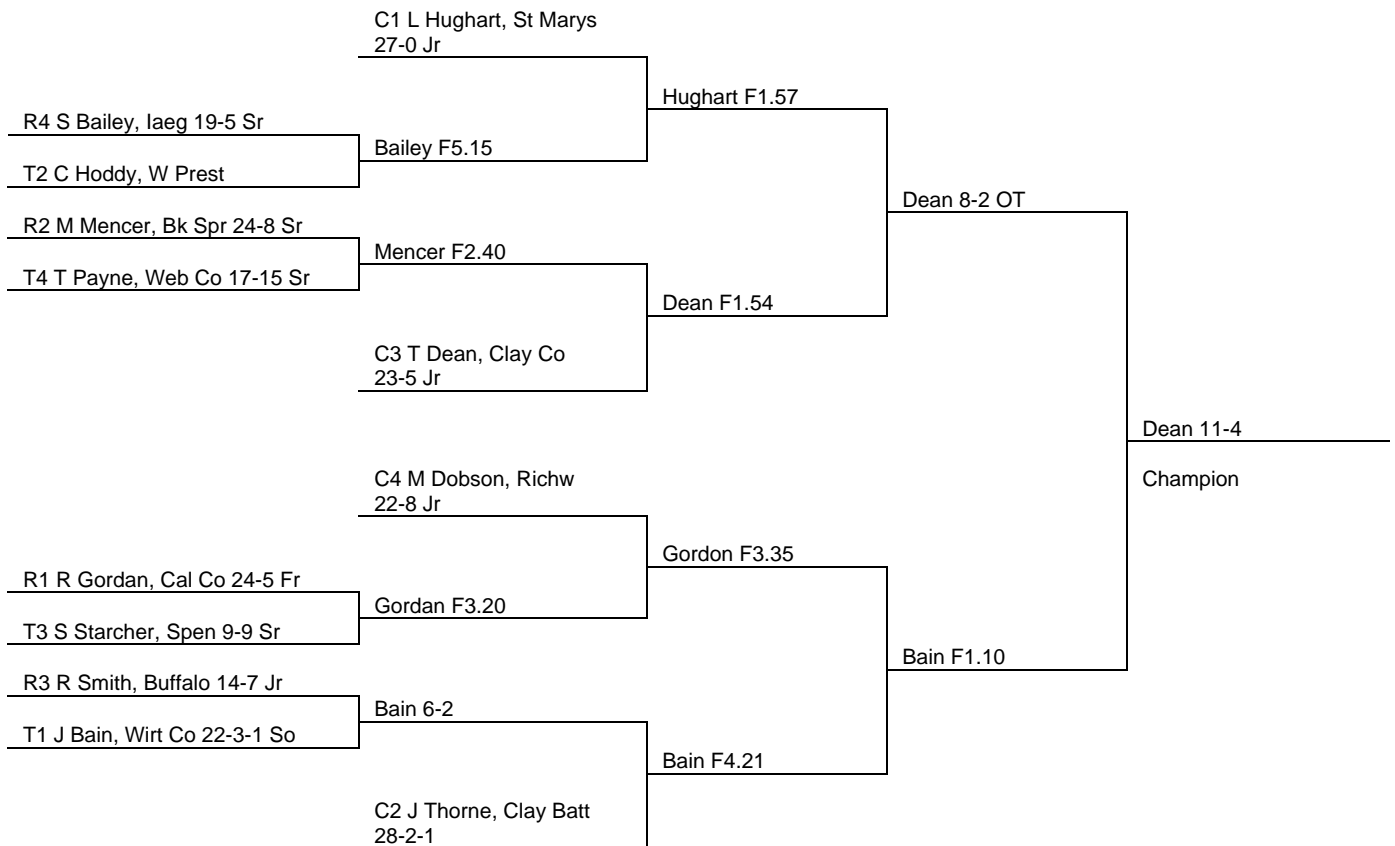 C1 L Hughart, St Marys
27-0 Jr
Hughart F1.57
R4 S Bailey, Iaeg 19-5 Sr
Bailey F5.15
T2 C Hoddy, W Prest
Dean 8-2 OT
R2 M Mencer, Bk Spr 24-8 Sr
Mencer F2.40
T4 T Payne, Web Co 17-15 Sr
Dean F1.54
C3 T Dean, Clay Co
23-5 Jr
Dean 11-4
Champion
C4 M Dobson, Richw
22-8 Jr
Gordon F3.35
R1 R Gordan, Cal Co 24-5 Fr
Gordan F3.20
T3 S Starcher, Spen 9-9 Sr
Bain F1.10
R3 R Smith, Buffalo 14-7 Jr
Bain 6-2
T1 J Bain, Wirt Co 22-3-1 So
Bain F4.21
C2 J Thorne, Clay Batt
28-2-1